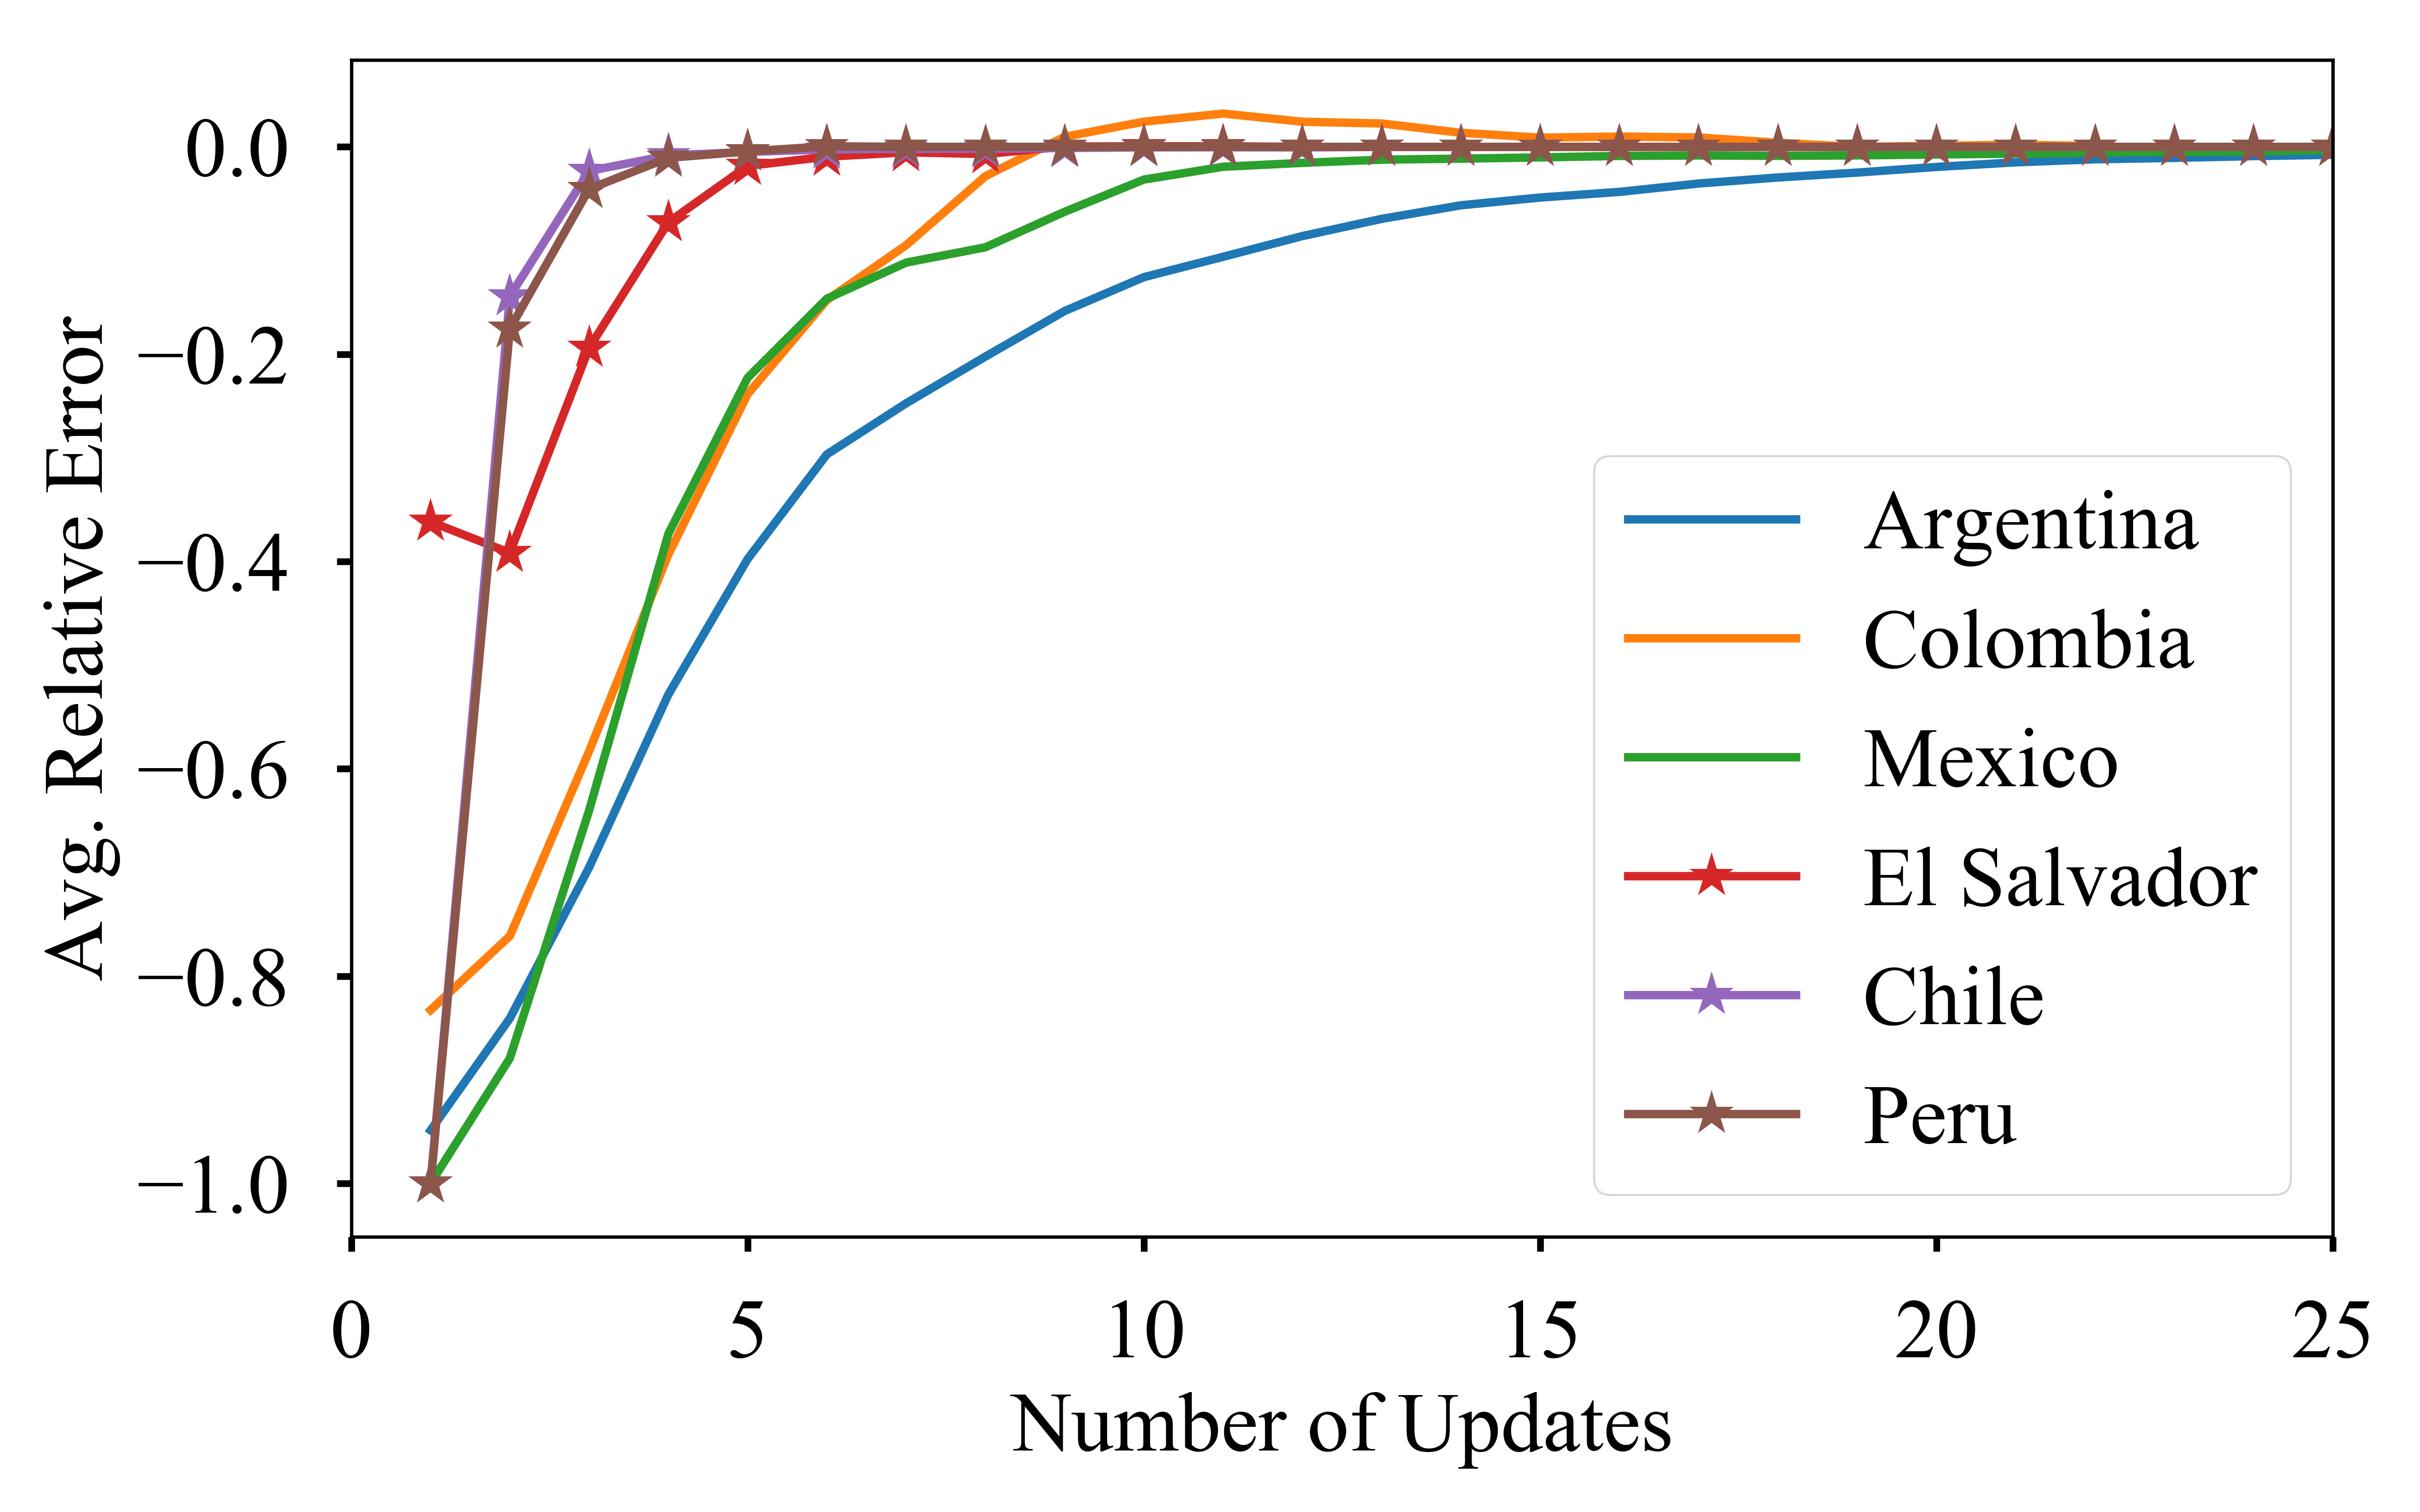 Avg. Relative Error
0.0
−0.2
−0.4
−0.6
−0.8
−1.0
0 5 10 15 20 25
Number of Updates
Argentina
Colombia
Mexico
El Salvador
Chile
Peru